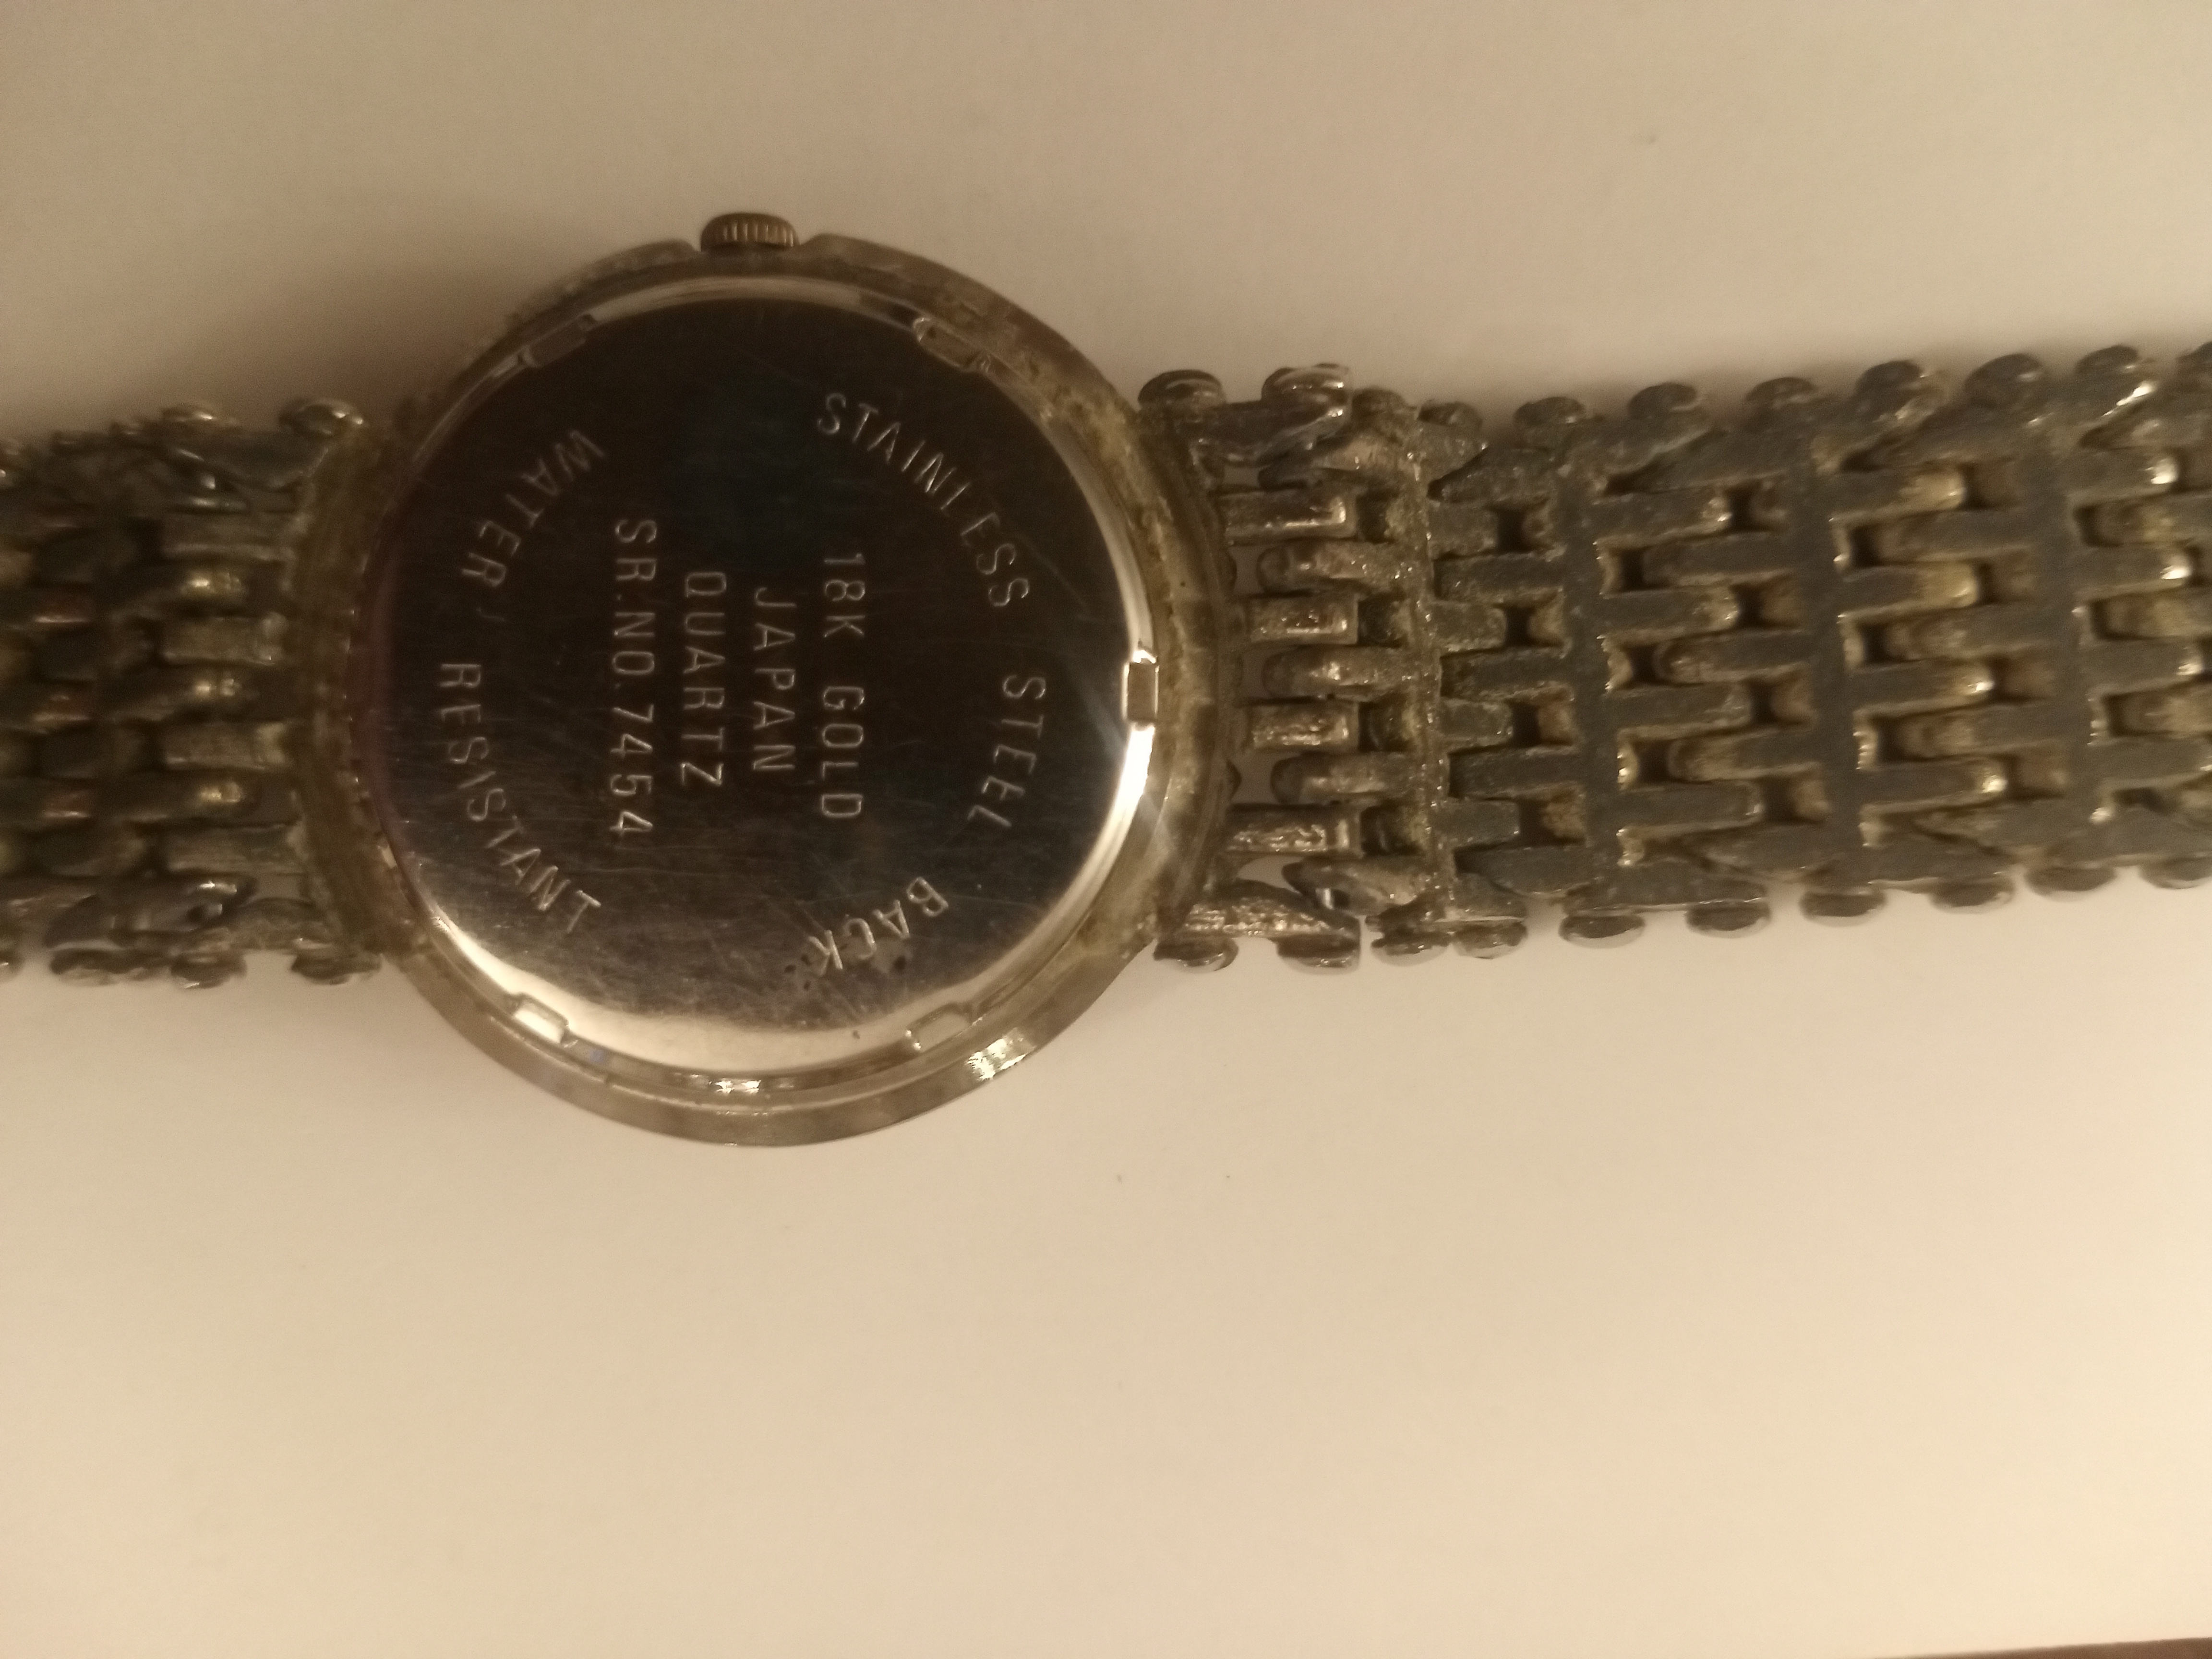 STAINLESS STEEL BACK
18K GOLD
JAPAN
QUARTZ
SR.NO.7454
WATER RESISTANT